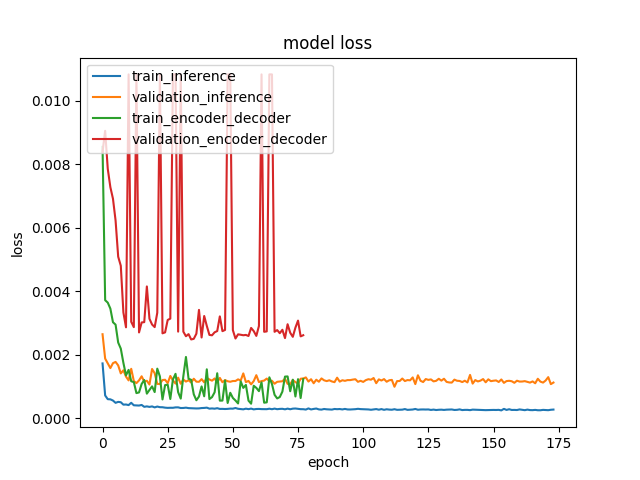 model loss
train_inference
validation_inference
train_encoder_decoder
validation_encoder_decoder
0.010
0.008
0.006
0.004
0.002
0.000
loss
0 25 50 75 100 125 150 175
epoch